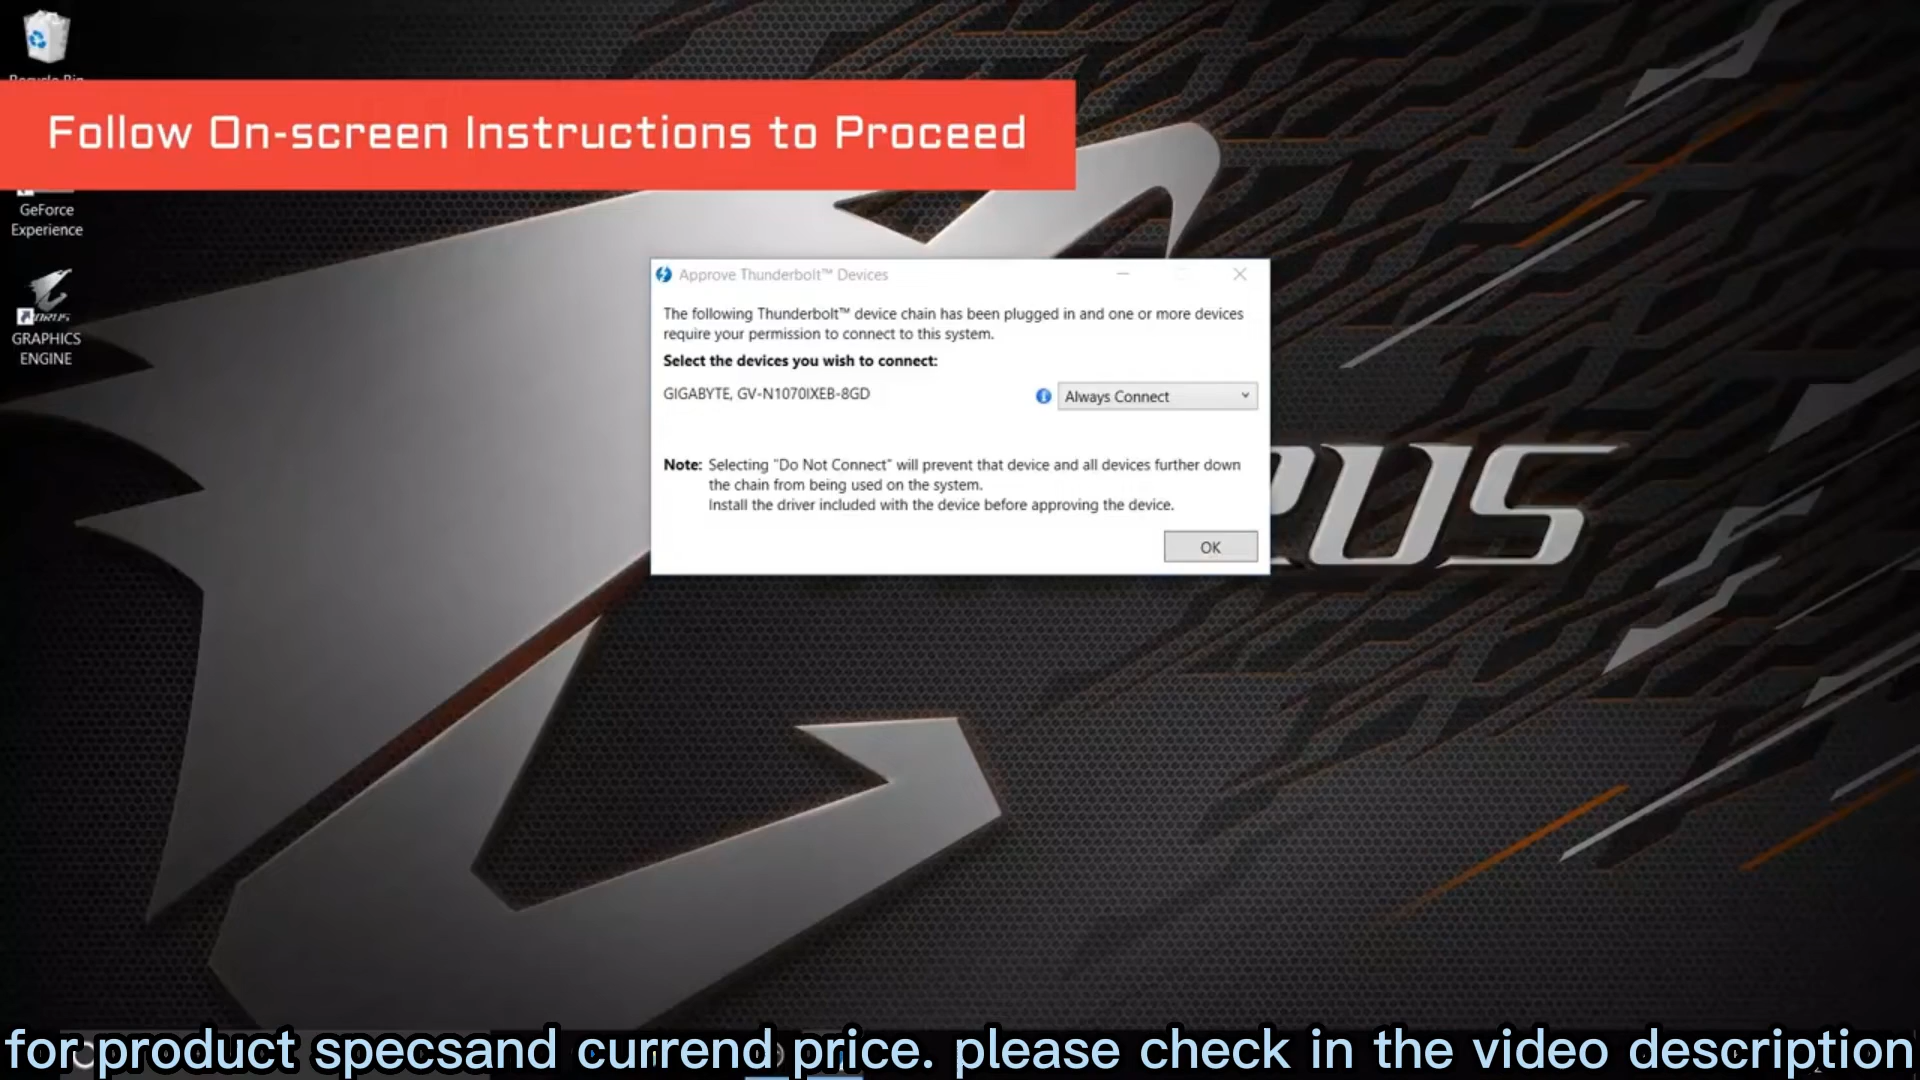 Follow On-screen Instructions to Proceed
GeForce
Experience
AORUS
GRAPHICS
ENGINE
Approve Thunderbolt™ Devices
The following Thunderbolt™ device chain has been plugged in and one or more devices
require your permission to connect to this system.
Select the devices you wish to connect:
GIGABYTE, GV-N1070IXEB-8GD
Always Connect
Note: Selecting "Do Not Connect" will prevent that device and all devices further down
the chain from being used on the system.
Install the driver included with the device before approving the device.
OK
RUS
for product specsand currend price. please check in the video description